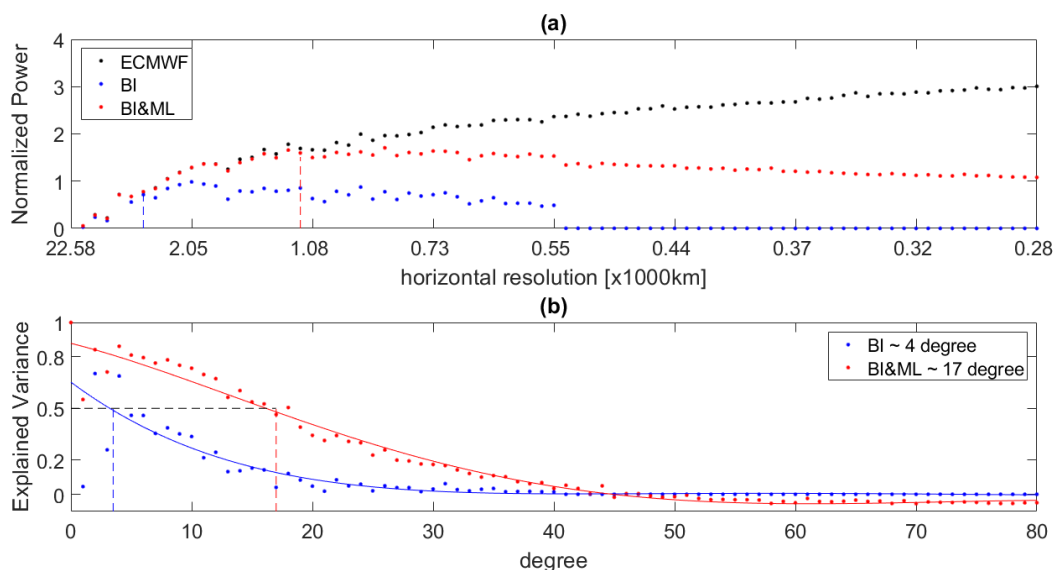 (a)
Normalized Power
4
3
2
1
0
ECMWF
BI
BI&ML
22.58 2.05 1.08 0.73 0.55 0.44 0.37 0.32 0.28
horizontal resolution [x1000km]
(b)
Explained Variance
1
0.8
0.5
0.2
0
BI ~ 4 degree
BI&ML ~ 17 degree
0 10 20 30 40 50 60 70 80
degree